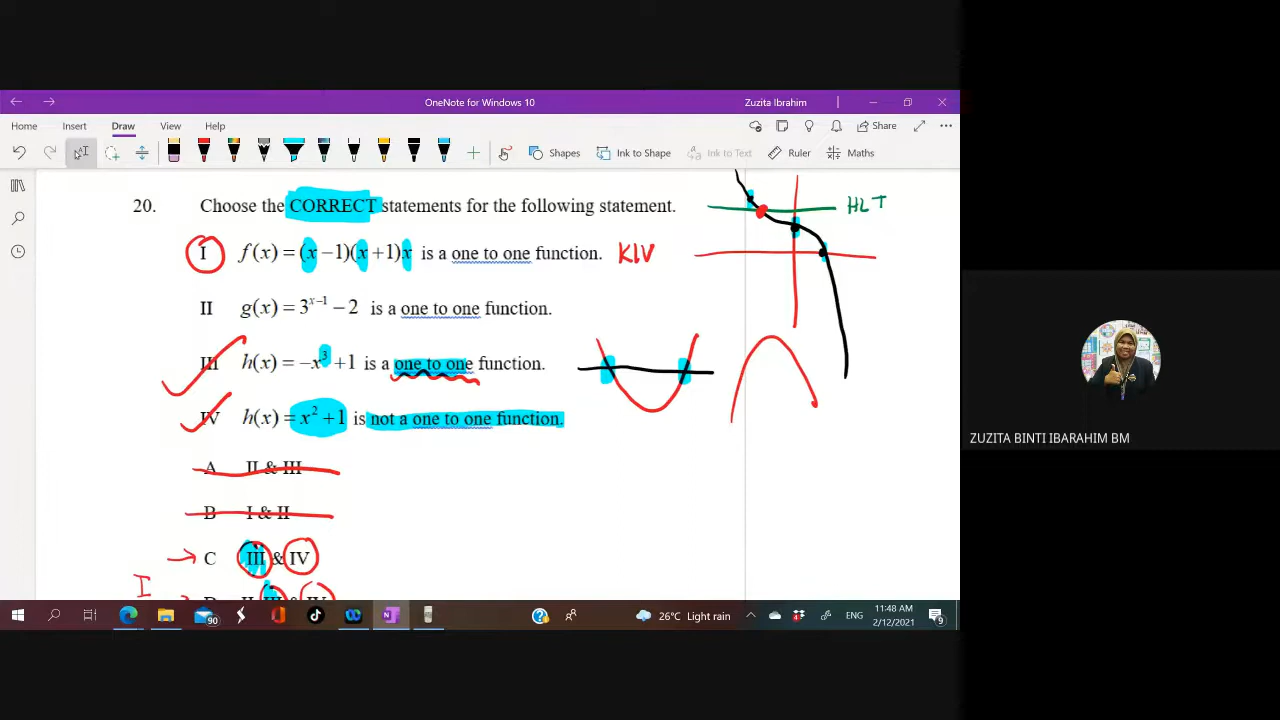 OneNote for Windows 10
Zuzita Ibrahim
Home Insert Draw View Help
Share
Shapes Ink to Shape Ink to Text Ruler Maths
20. Choose the CORRECT statements for the following statement.
HLT
I f(x) = (x − 1)(x + 1)x is a one to one function. KIV
II g(x) = 3^{x−1} − 2 is a one to one function.
III h(x) = −x³ + 1 is a one to one function.
IV h(x) = x² + 1 is not a one to one function.
A II & III
B I & II
C III & IV
I
ZUZITA BINTI IBARAHIM BM
90
26°C Light rain
ENG
11:48 AM
2/12/2021
9